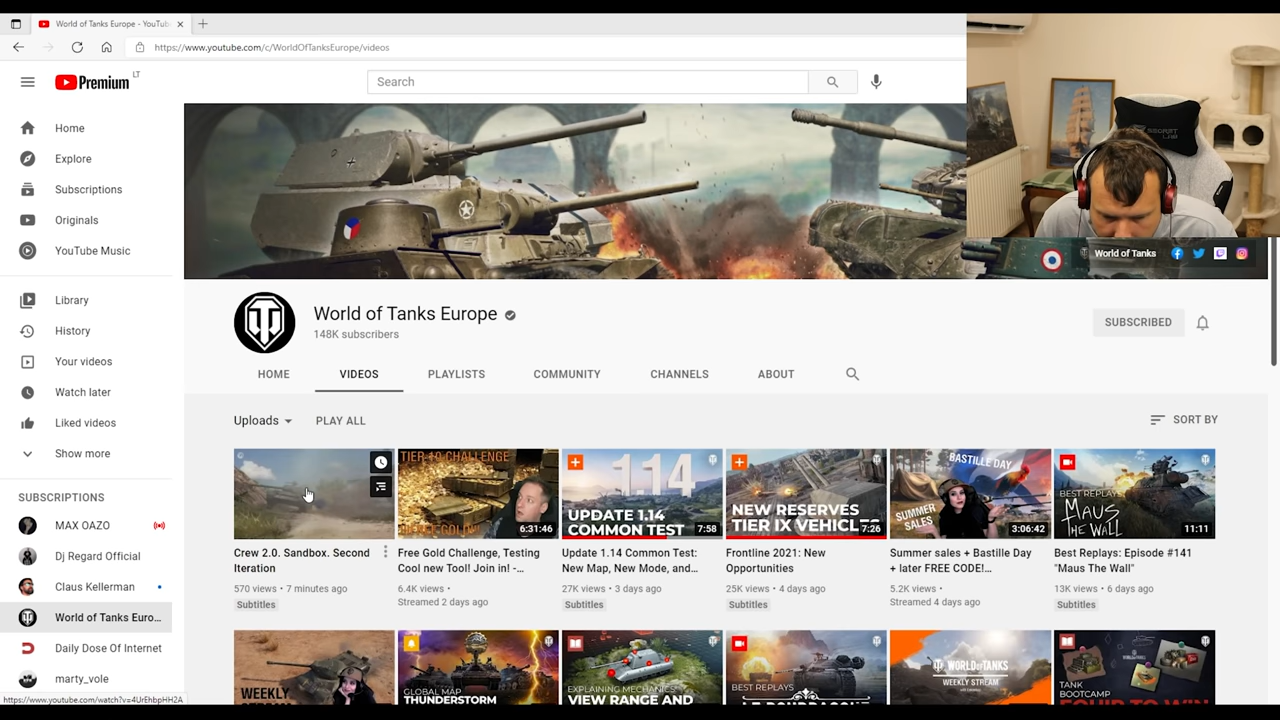 World of Tanks Europe - YouTub
https://www.youtube.com/c/WorldOfTanksEurope/videos
Premium
LT
Search
Home
Explore
Subscriptions
Originals
YouTube Music
Library
History
Your videos
Watch later
Liked videos
Show more
SUBSCRIPTIONS
MAX OAZO
Dj Regard Official
Claus Kellerman
World of Tanks Euro...
Daily Dose Of Internet
marty_vole
https://www.youtube.com/watch?v=4UrEhbpHH2A
World of Tanks
World of Tanks Europe
148K subscribers
SUBSCRIBED
HOME
VIDEOS
PLAYLISTS
COMMUNITY
CHANNELS
ABOUT
Uploads
PLAY ALL
SORT BY
Crew 2.0. Sandbox. Second
Iteration
570 views • 7 minutes ago
Subtitles
TIER-10 CHALLENGE
6:31:46
Free Gold Challenge, Testing
Cool new Tool! Join in! -...
6.4K views •
Streamed 2 days ago
1.14
UPDATE 1.14
COMMON TEST
7:58
Update 1.14 Common Test:
New Map, New Mode, and...
27K views • 3 days ago
Subtitles
NEW RESERVES
TIER IX VEHICLES
7:26
Frontline 2021: New
Opportunities
25K views • 4 days ago
Subtitles
BASTILLE DAY
SUMMER
SALES
3:06:42
Summer sales + Bastille Day
+ later FREE CODE!...
5.2K views •
Streamed 4 days ago
BEST REPLAYS
MAUS
THE WALL
11:11
Best Replays: Episode #141
"Maus The Wall"
13K views • 6 days ago
Subtitles
WEEKLY
GLOBAL MAP
THUNDERSTORM
EXPLAINING MECHANICS:
VIEW RANGE AND
BEST REPLAYS
WORLD OF TANKS
WEEKLY STREAM
TANK
BOOTCAMP
EQUIP TO WIN